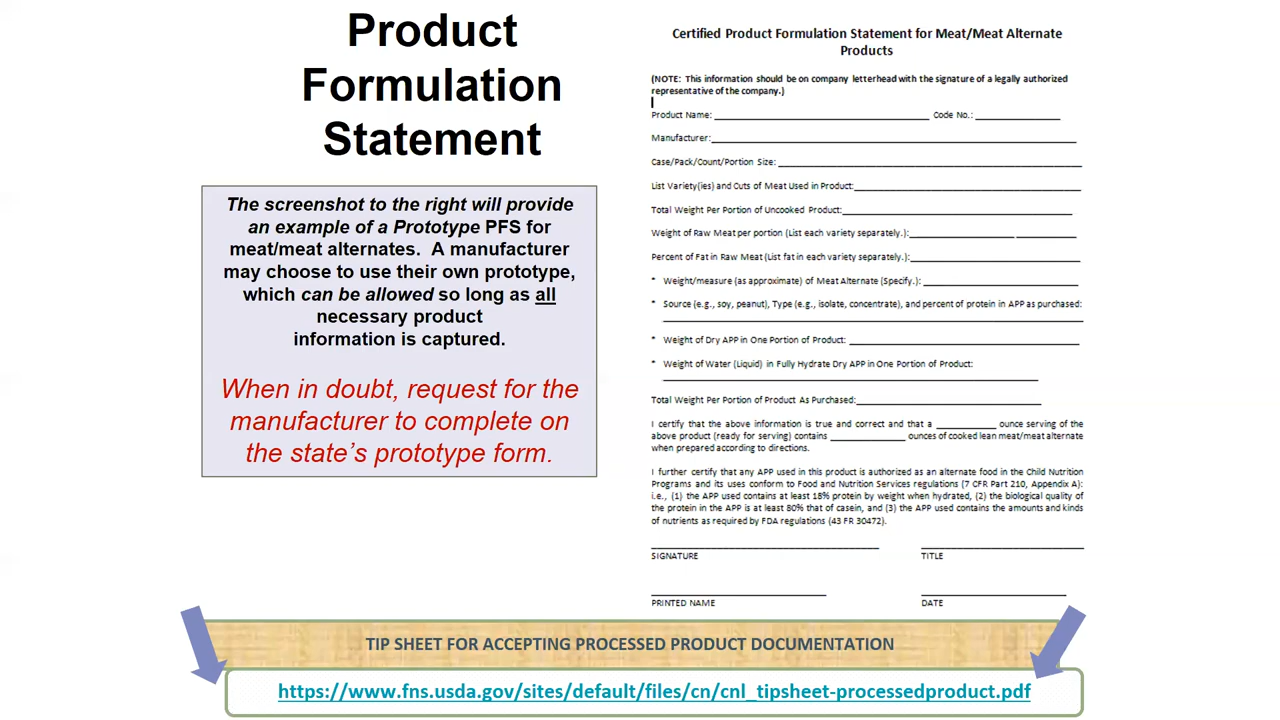 Product
Formulation
Statement
The screenshot to the right will provide
an example of a Prototype PFS for
meat/meat alternates. A manufacturer
may choose to use their own prototype,
which can be allowed so long as all
necessary product
information is captured.
When in doubt, request for the
manufacturer to complete on
the state’s prototype form.
Certified Product Formulation Statement for Meat/Meat Alternate
Products
(NOTE: This information should be on company letterhead with the signature of a legally authorized
representative of the company.)
Product Name: ____ Code No.: ____
Manufacturer: ____
Case/Pack/Count/Portion Size: ____
List Variety(ies) and Cuts of Meat Used in Product: ____
Total Weight Per Portion of Uncooked Product: ____
Weight of Raw Meat per portion (List each variety separately.): ____ ____
Percent of Fat in Raw Meat (List fat in each variety separately.): ____
* Weight/measure (as approximate) of Meat Alternate (Specify.): ____
* Source (e.g., soy, peanut), Type (e.g., isolate, concentrate), and percent of protein in APP as purchased:
* Weight of Dry APP in One Portion of Product: ____
* Weight of Water (Liquid) in Fully Hydrate Dry APP in One Portion of Product:
Total Weight Per Portion of Product As Purchased: ____
I certify that the above information is true and correct and that a ____ ounce serving of the
above product (ready for serving) contains ____ ounces of cooked lean meat/meat alternate
when prepared according to directions.
I further certify that any APP used in this product is authorized as an alternate food in the Child Nutrition
Programs and its uses conform to Food and Nutrition Services regulations (7 CFR Part 210, Appendix A):
i.e., (1) the APP used contains at least 18% protein by weight when hydrated, (2) the biological quality of
the protein in the APP is at least 80% that of casein, and (3) the APP used contains the amounts and kinds
of nutrients as required by FDA regulations (43 FR 30472).
SIGNATURE TITLE
PRINTED NAME DATE
TIP SHEET FOR ACCEPTING PROCESSED PRODUCT DOCUMENTATION
https://www.fns.usda.gov/sites/default/files/cn/cnl_tipsheet-processedproduct.pdf